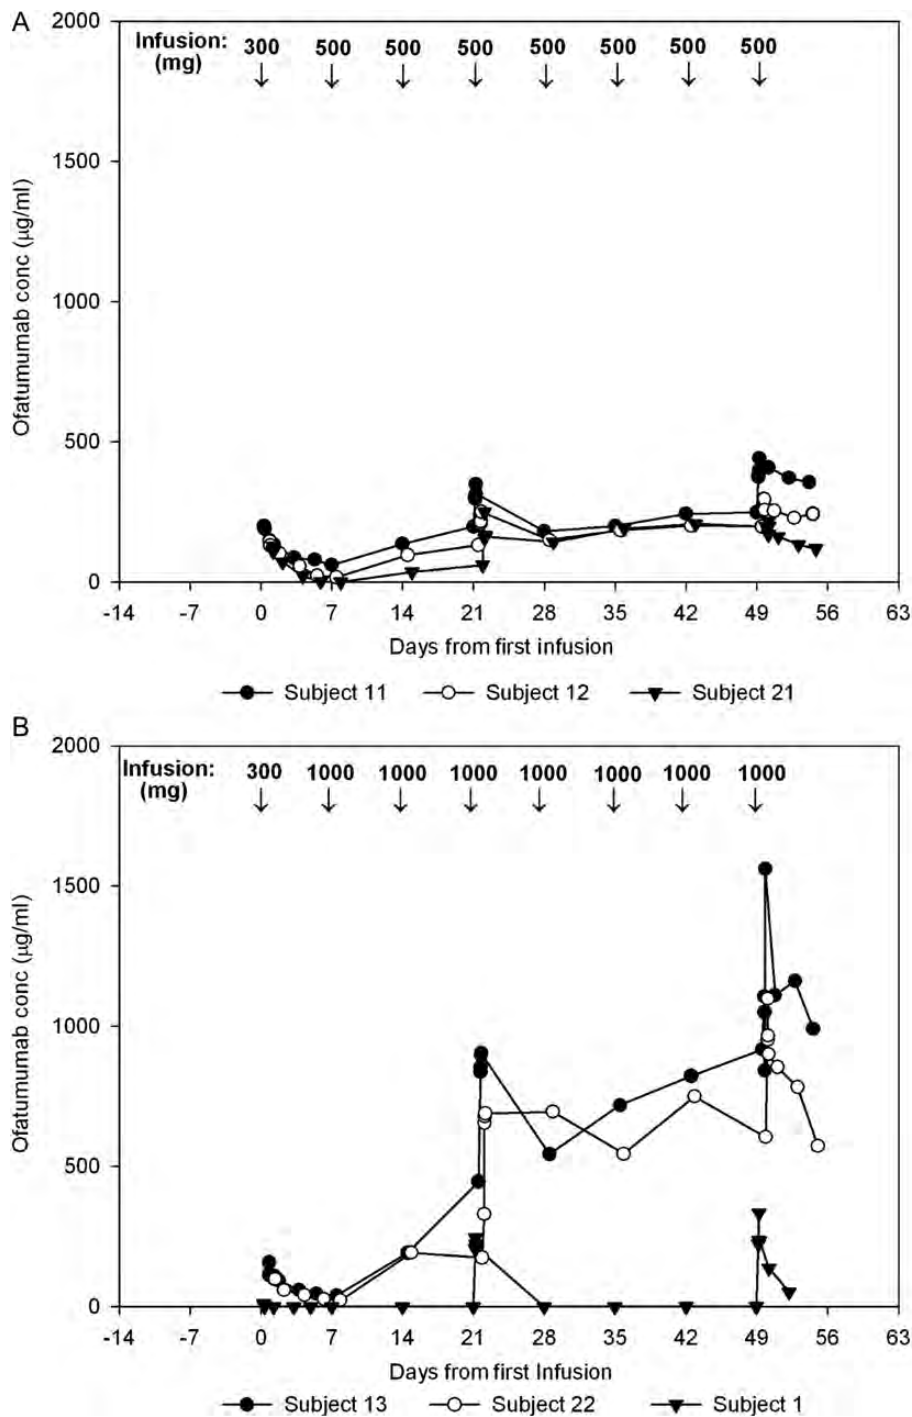 A
2000
Infusion: 300 500 500 500 500 500 500 500
(mg)
1500
1000
500
0
Ofatumumab conc (μg/ml)
-14 -7 0 7 14 21 28 35 42 49 56 63
Days from first infusion
Subject 11 Subject 12 Subject 21
B
2000
Infusion: 300 1000 1000 1000 1000 1000 1000 1000
(mg)
1500
1000
500
0
Ofatumumab conc (μg/ml)
-14 -7 0 7 14 21 28 35 42 49 56 63
Days from first Infusion
Subject 13 Subject 22 Subject 1